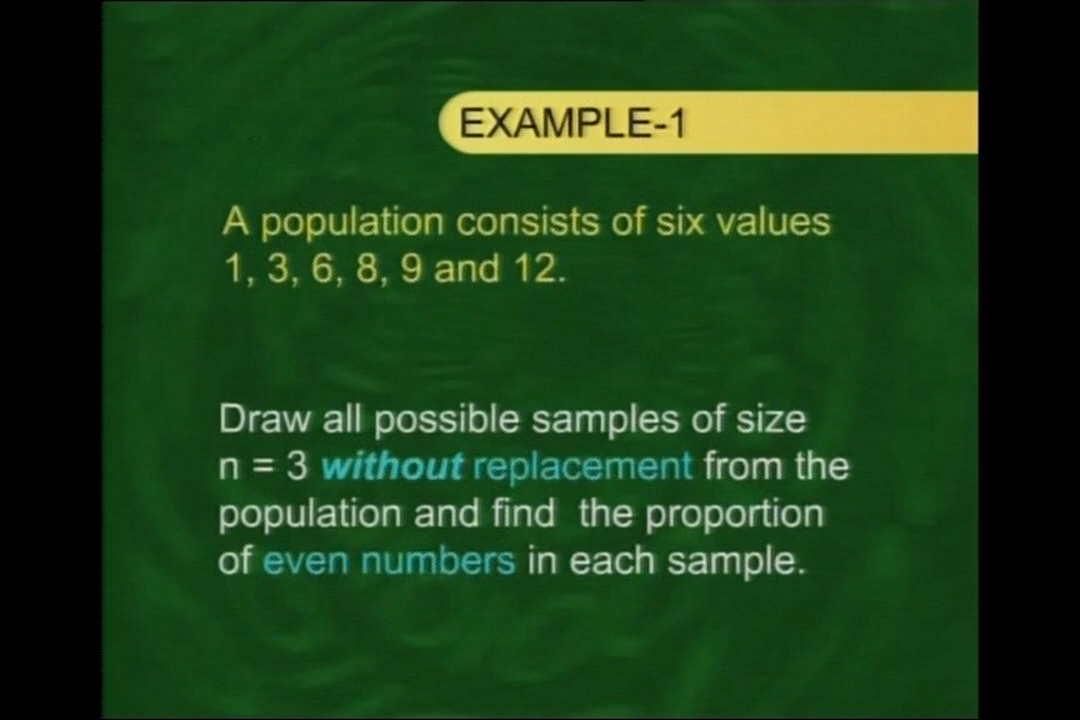 EXAMPLE-1
A population consists of six values
1, 3, 6, 8, 9 and 12.
Draw all possible samples of size
n = 3 without replacement from the
population and find the proportion
of even numbers in each sample.